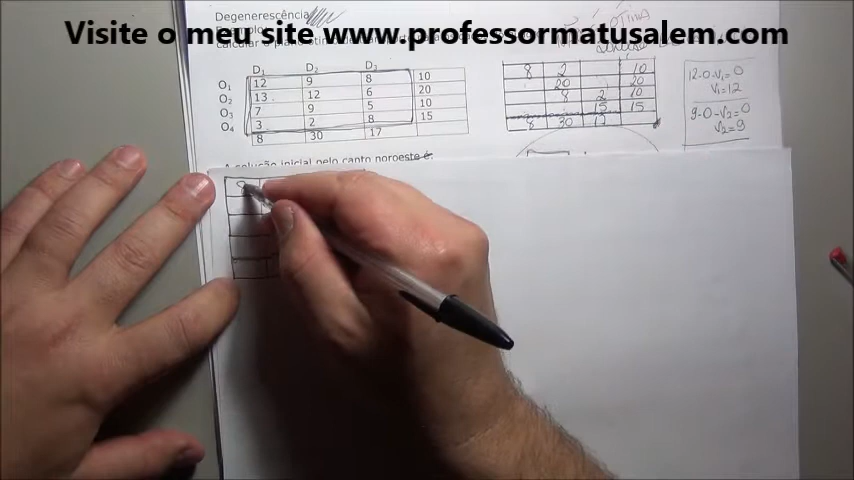 Degenerescência
Visite o meu site www.professormatusalem.com
D1 D2 D3
O1 12 9 8 10
O2 13 12 6 20
O3 7 9 5 10
O4 3 2 8 15
8 30 17
8 2 10
20 20
8 2 10
15 15
8 30 17
12-0-v1=0
v1=12
9-0-v2=0
v2=9
A solução inicial pelo canto noroeste é:
8